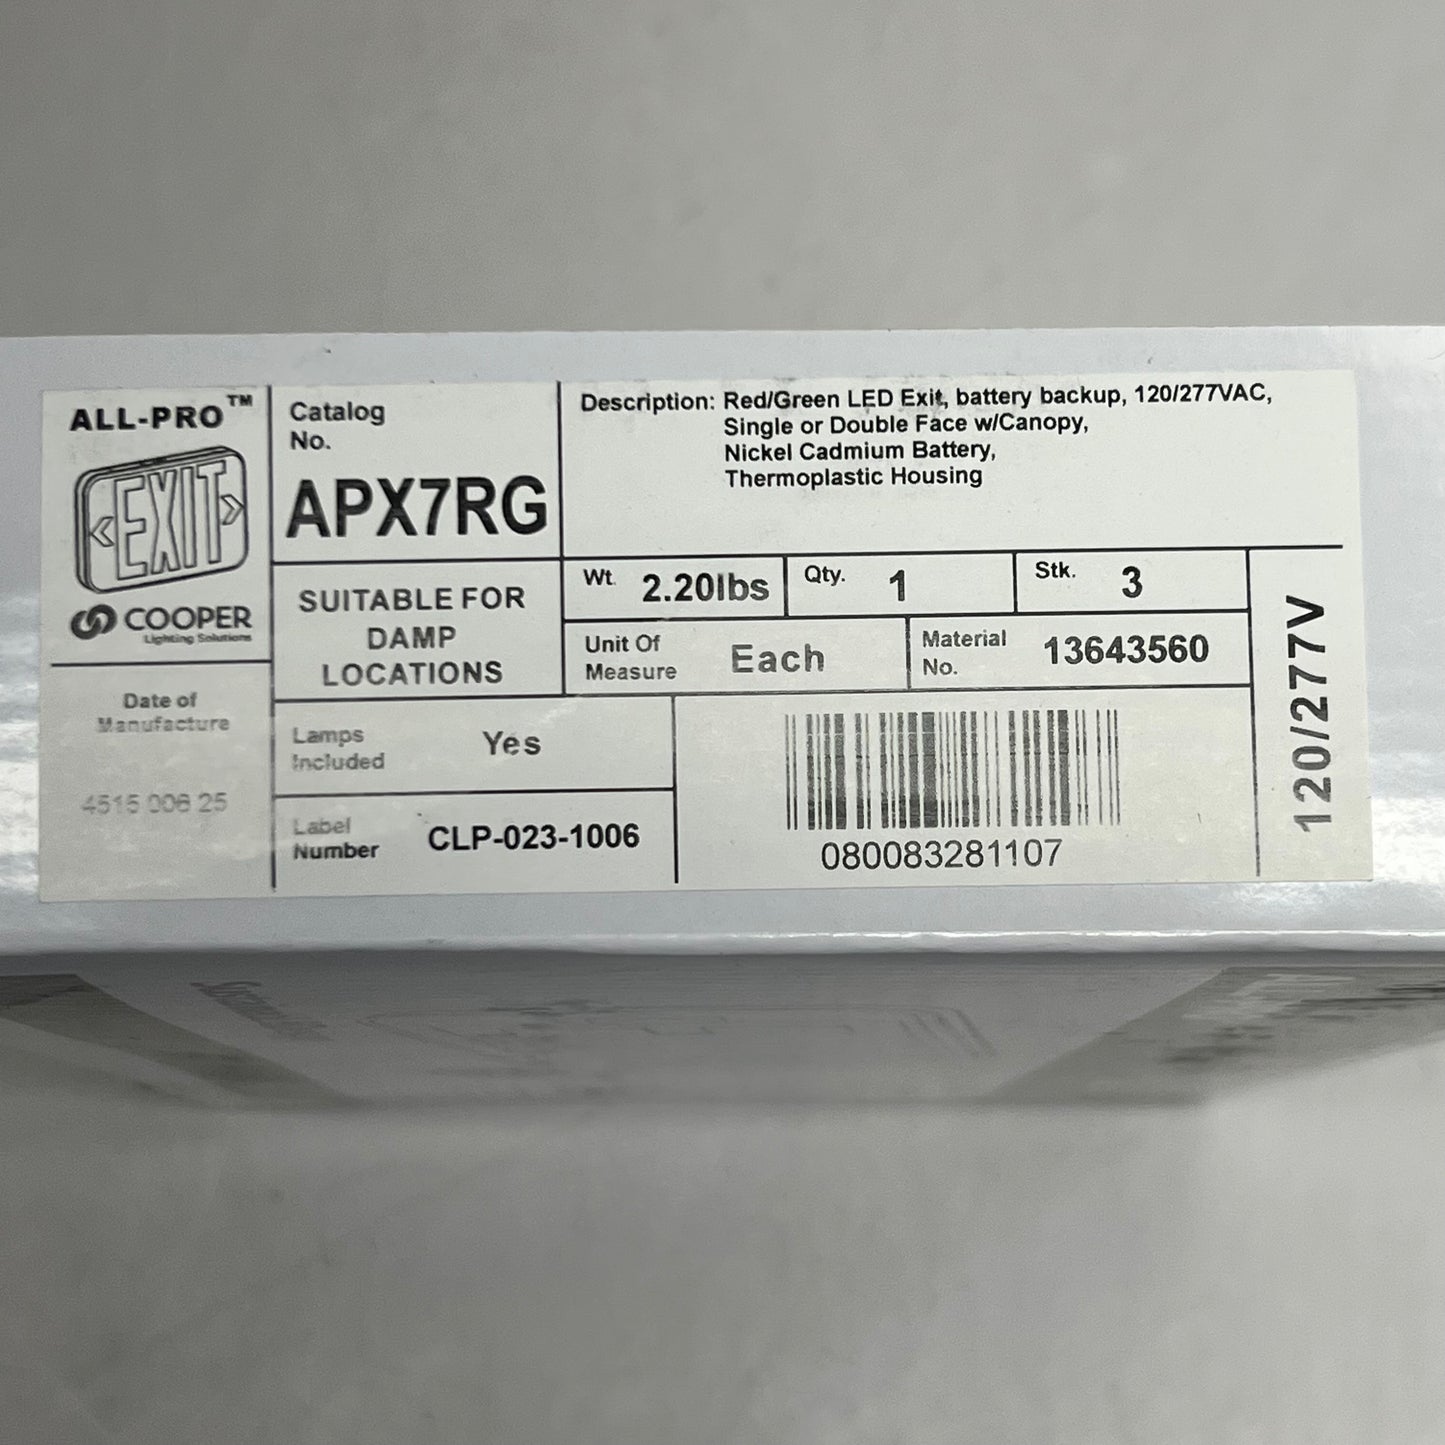 ALL-PRO™
EXIT
COOPER
Lighting Solutions
Date of
Manufacture
4515 006 25
Catalog
No.
APX7RG
SUITABLE FOR
DAMP
LOCATIONS
Lamps
Included
Yes
Label
Number
CLP-023-1006
Description: Red/Green LED Exit, battery backup, 120/277VAC,
Single or Double Face w/Canopy,
Nickel Cadmium Battery,
Thermoplastic Housing
Wt. 2.20lbs
Qty. 1
Stk. 3
Unit Of
Measure
Each
Material
No.
13643560
080083281107
120/277V